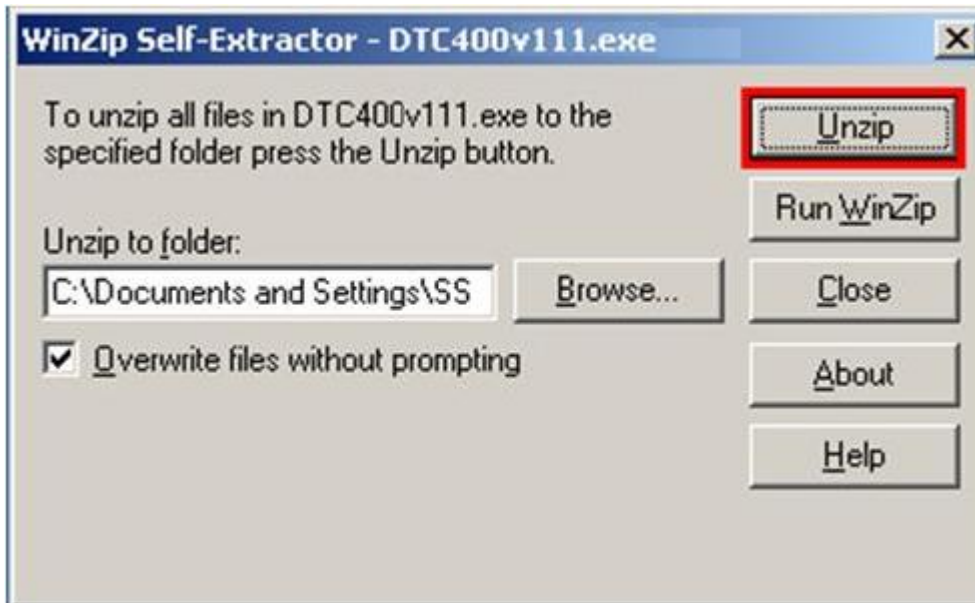 WinZip Self-Extractor - DTC400v111.exe
To unzip all files in DTC400v111.exe to the
specified folder press the Unzip button.
Unzip to folder:
C:\Documents and Settings\SS
Browse...
Overwrite files without prompting
Unzip
Run WinZip
Close
About
Help